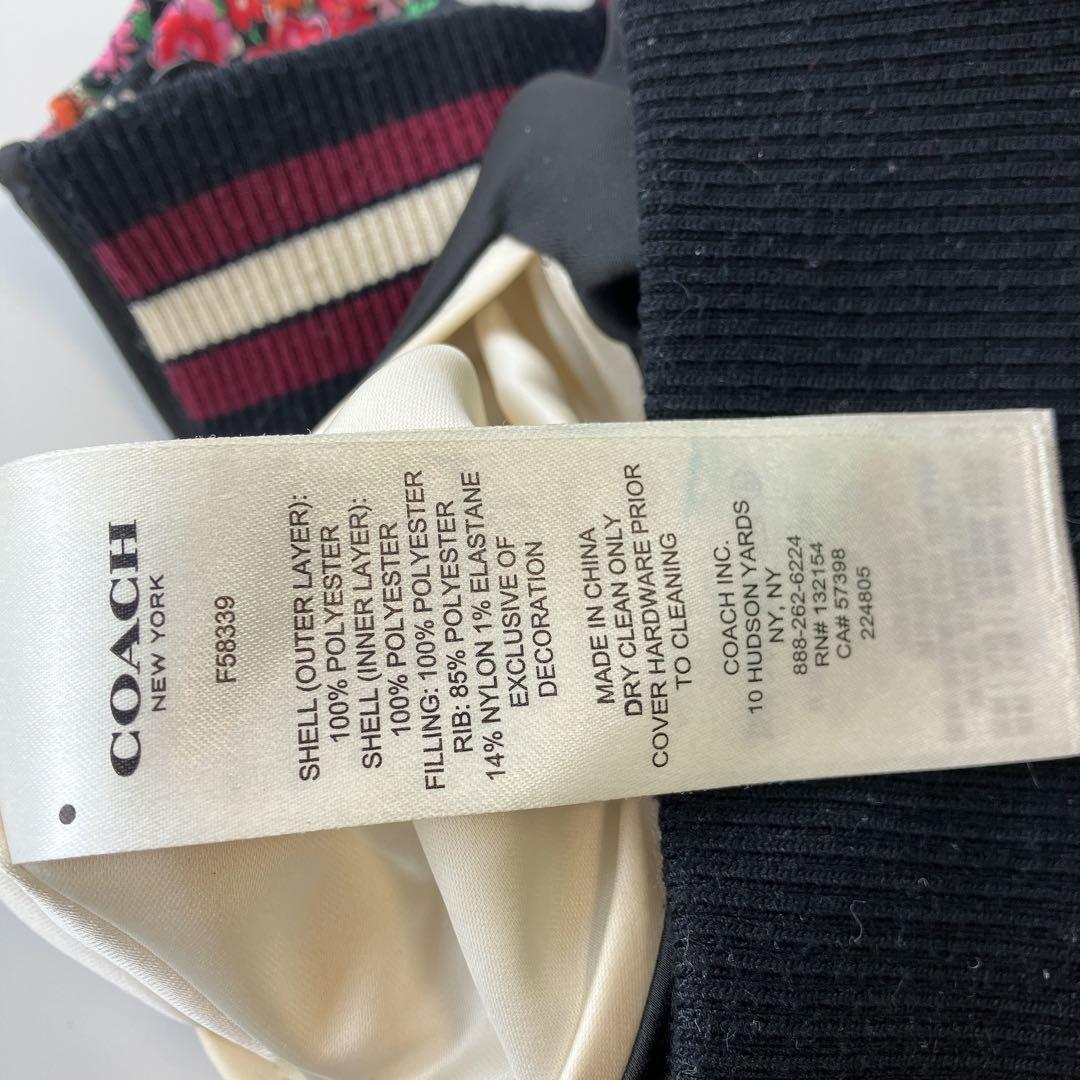 COACH
NEW YORK
F58339
SHELL (OUTER LAYER):
100% POLYESTER
SHELL (INNER LAYER):
100% POLYESTER
FILLING: 100% POLYESTER
RIB: 85% POLYESTER
14% NYLON 1% ELASTANE
EXCLUSIVE OF
DECORATION
MADE IN CHINA
DRY CLEAN ONLY
COVER HARDWARE PRIOR
TO CLEANING
COACH INC.
10 HUDSON YARDS
NY, NY
888-262-6224
RN# 132154
CA# 57398
224805